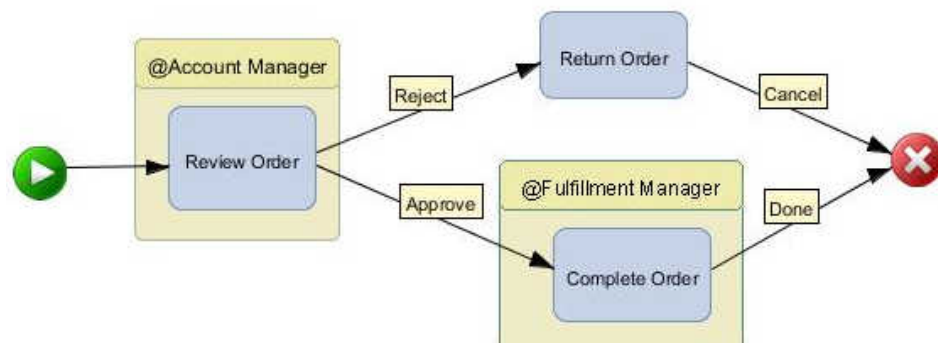 @Account Manager
Review Order
Reject
Return Order
Cancel
Approve
@Fulfillment Manager
Complete Order
Done